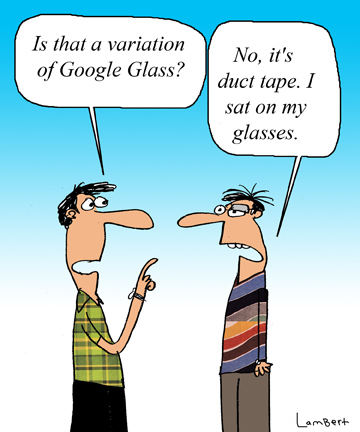 Is that a variation
of Google Glass?
No, it's
duct tape. I
sat on my
glasses.
Lambert